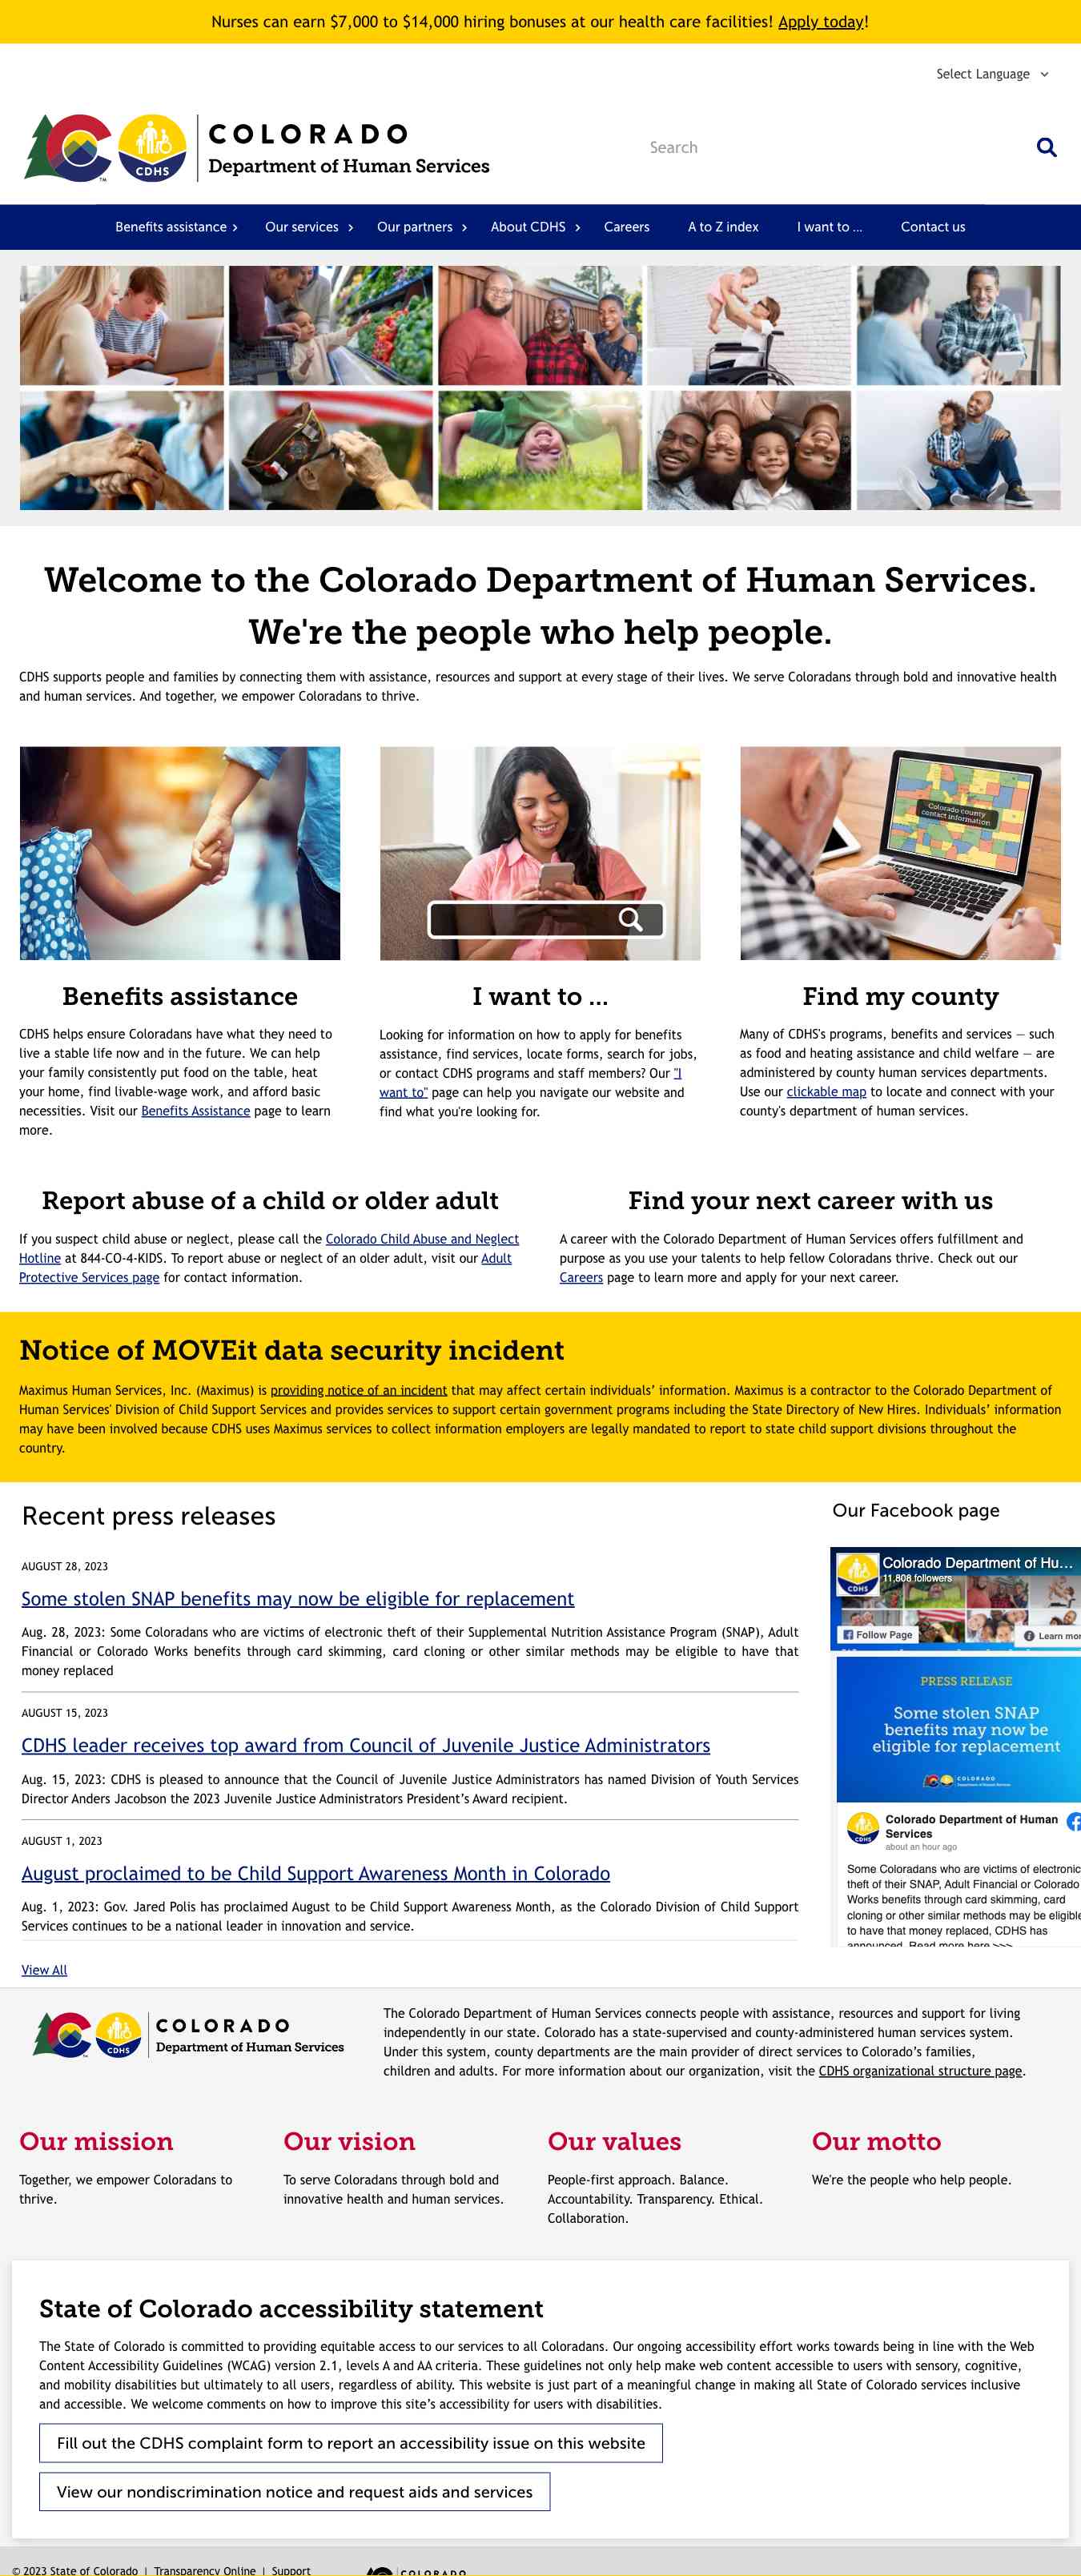 Nurses can earn $7,000 to $14,000 hiring bonuses at our health care facilities! Apply today!
Select Language
COLORADO
Department of Human Services
CDHS
TM
Search
Benefits assistance
Our services
Our partners
About CDHS
Careers
A to Z index
I want to ...
Contact us
Welcome to the Colorado Department of Human Services.
We're the people who help people.
CDHS supports people and families by connecting them with assistance, resources and support at every stage of their lives. We serve Coloradans through bold and innovative health
and human services. And together, we empower Coloradans to thrive.
Colorado county
contact information
Benefits assistance
CDHS helps ensure Coloradans have what they need to
live a stable life now and in the future. We can help
your family consistently put food on the table, heat
your home, find livable-wage work, and afford basic
necessities. Visit our Benefits Assistance page to learn
more.
I want to ...
Looking for information on how to apply for benefits
assistance, find services, locate forms, search for jobs,
or contact CDHS programs and staff members? Our "I
want to" page can help you navigate our website and
find what you're looking for.
Find my county
Many of CDHS's programs, benefits and services — such
as food and heating assistance and child welfare — are
administered by county human services departments.
Use our clickable map to locate and connect with your
county's department of human services.
Report abuse of a child or older adult
If you suspect child abuse or neglect, please call the Colorado Child Abuse and Neglect
Hotline at 844-CO-4-KIDS. To report abuse or neglect of an older adult, visit our Adult
Protective Services page for contact information.
Find your next career with us
A career with the Colorado Department of Human Services offers fulfillment and
purpose as you use your talents to help fellow Coloradans thrive. Check out our
Careers page to learn more and apply for your next career.
Notice of MOVEit data security incident
Maximus Human Services, Inc. (Maximus) is providing notice of an incident that may affect certain individuals’ information. Maximus is a contractor to the Colorado Department of
Human Services' Division of Child Support Services and provides services to support certain government programs including the State Directory of New Hires. Individuals’ information
may have been involved because CDHS uses Maximus services to collect information employers are legally mandated to report to state child support divisions throughout the
country.
Recent press releases
AUGUST 28, 2023
Some stolen SNAP benefits may now be eligible for replacement
Aug. 28, 2023: Some Coloradans who are victims of electronic theft of their Supplemental Nutrition Assistance Program (SNAP), Adult
Financial or Colorado Works benefits through card skimming, card cloning or other similar methods may be eligible to have that
money replaced
AUGUST 15, 2023
CDHS leader receives top award from Council of Juvenile Justice Administrators
Aug. 15, 2023: CDHS is pleased to announce that the Council of Juvenile Justice Administrators has named Division of Youth Services
Director Anders Jacobson the 2023 Juvenile Justice Administrators President’s Award recipient.
AUGUST 1, 2023
August proclaimed to be Child Support Awareness Month in Colorado
Aug. 1, 2023: Gov. Jared Polis has proclaimed August to be Child Support Awareness Month, as the Colorado Division of Child Support
Services continues to be a national leader in innovation and service.
View All
Our Facebook page
CDHS
Colorado Department of Hu...
11,808 followers
Follow Page
Learn mor
PRESS RELEASE
Some stolen SNAP
benefits may now be
eligible for replacement
COLORADO
CDHS
Colorado Department of Human
Services
about an hour ago
Some Coloradans who are victims of electronic
theft of their SNAP, Adult Financial or Colorado
Works benefits through card skimming, card
cloning or other similar methods may be eligible
to have that money replaced, CDHS has
announced. Read more here >>>
COLORADO
Department of Human Services
CDHS
The Colorado Department of Human Services connects people with assistance, resources and support for living
independently in our state. Colorado has a state-supervised and county-administered human services system.
Under this system, county departments are the main provider of direct services to Colorado’s families,
children and adults. For more information about our organization, visit the CDHS organizational structure page.
Our mission
Together, we empower Coloradans to
thrive.
Our vision
To serve Coloradans through bold and
innovative health and human services.
Our values
People-first approach. Balance.
Accountability. Transparency. Ethical.
Collaboration.
Our motto
We're the people who help people.
State of Colorado accessibility statement
The State of Colorado is committed to providing equitable access to our services to all Coloradans. Our ongoing accessibility effort works towards being in line with the Web
Content Accessibility Guidelines (WCAG) version 2.1, levels A and AA criteria. These guidelines not only help make web content accessible to users with sensory, cognitive,
and mobility disabilities but ultimately to all users, regardless of ability. This website is just part of a meaningful change in making all State of Colorado services inclusive
and accessible. We welcome comments on how to improve this site’s accessibility for users with disabilities.
Fill out the CDHS complaint form to report an accessibility issue on this website
View our nondiscrimination notice and request aids and services
© 2023 State of Colorado | Transparency Online | Support
COLORADO